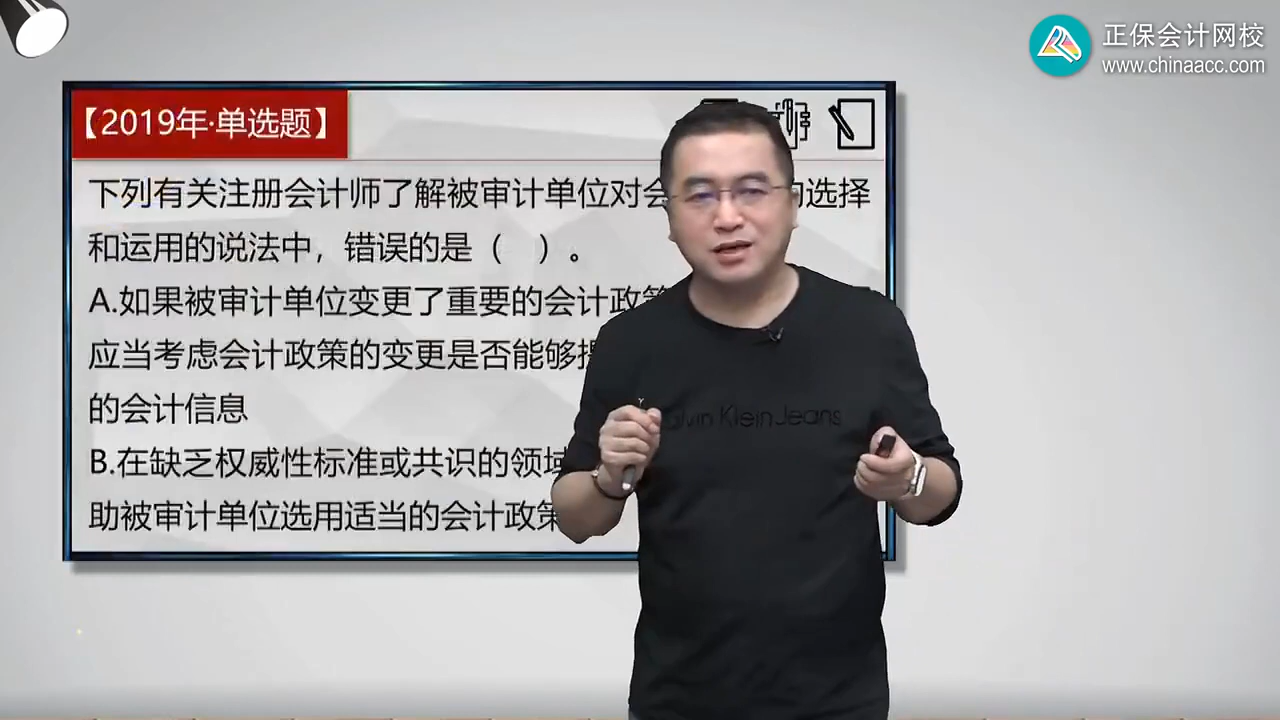 正保会计网校
www.chinaacc.com
【2019年·单选题】
下列有关注册会计师了解被审计单位对会 的选择
和运用的说法中，错误的是（ ）。
A.如果被审计单位变更了重要的会计政策
应当考虑会计政策的变更是否能够提
的会计信息
B.在缺乏权威性标准或共识的领域
助被审计单位选用适当的会计政策
Calvin Klein Jeans